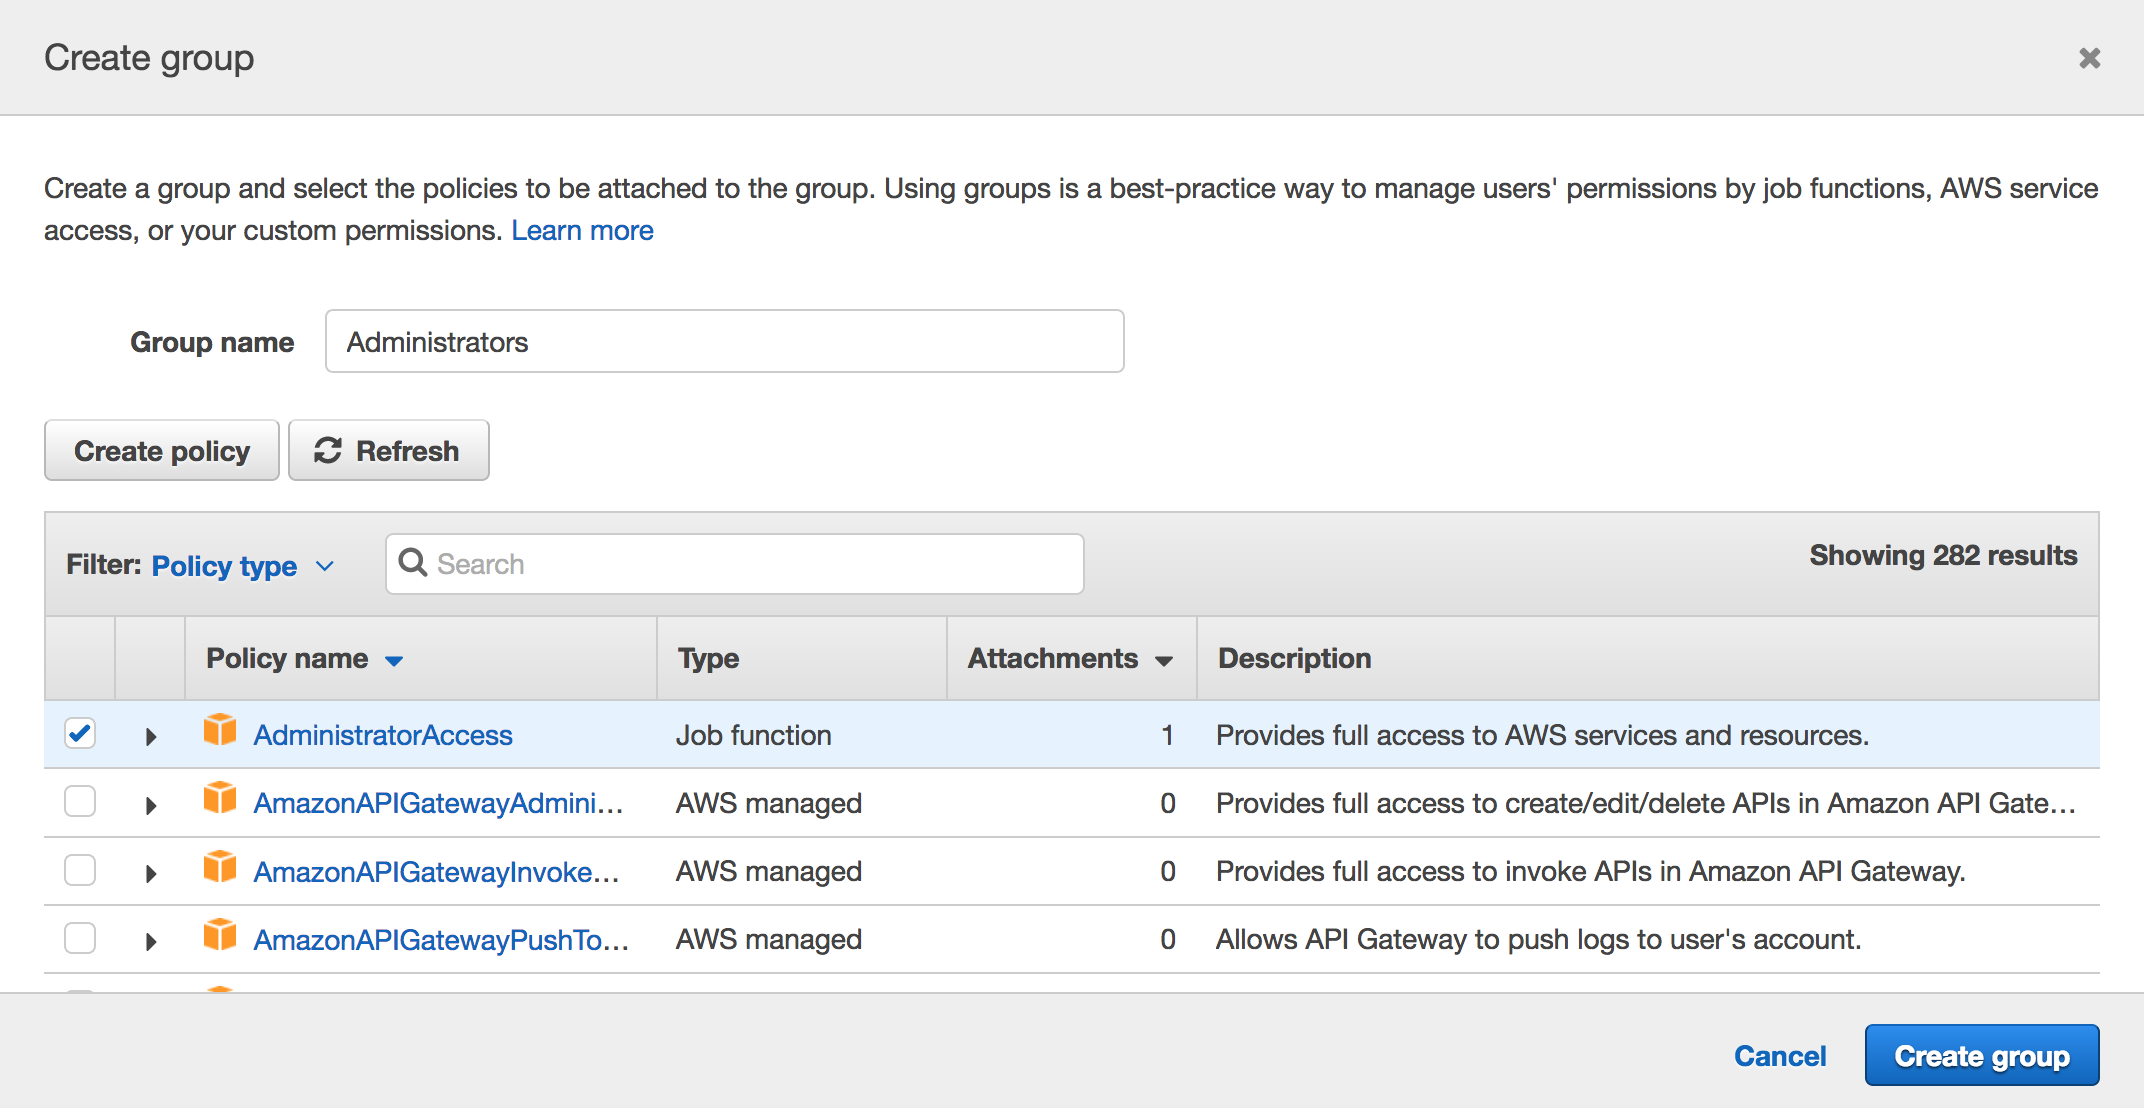 Create group
Create a group and select the policies to be attached to the group. Using groups is a best-practice way to manage users' permissions by job functions, AWS service
access, or your custom permissions. Learn more
Group name Administrators
Create policy Refresh
Filter: Policy type Search Showing 282 results
Policy name Type Attachments Description
AdministratorAccess Job function 1 Provides full access to AWS services and resources.
AmazonAPIGatewayAdmini... AWS managed 0 Provides full access to create/edit/delete APIs in Amazon API Gate...
AmazonAPIGatewayInvoke... AWS managed 0 Provides full access to invoke APIs in Amazon API Gateway.
AmazonAPIGatewayPushTo... AWS managed 0 Allows API Gateway to push logs to user's account.
Cancel Create group